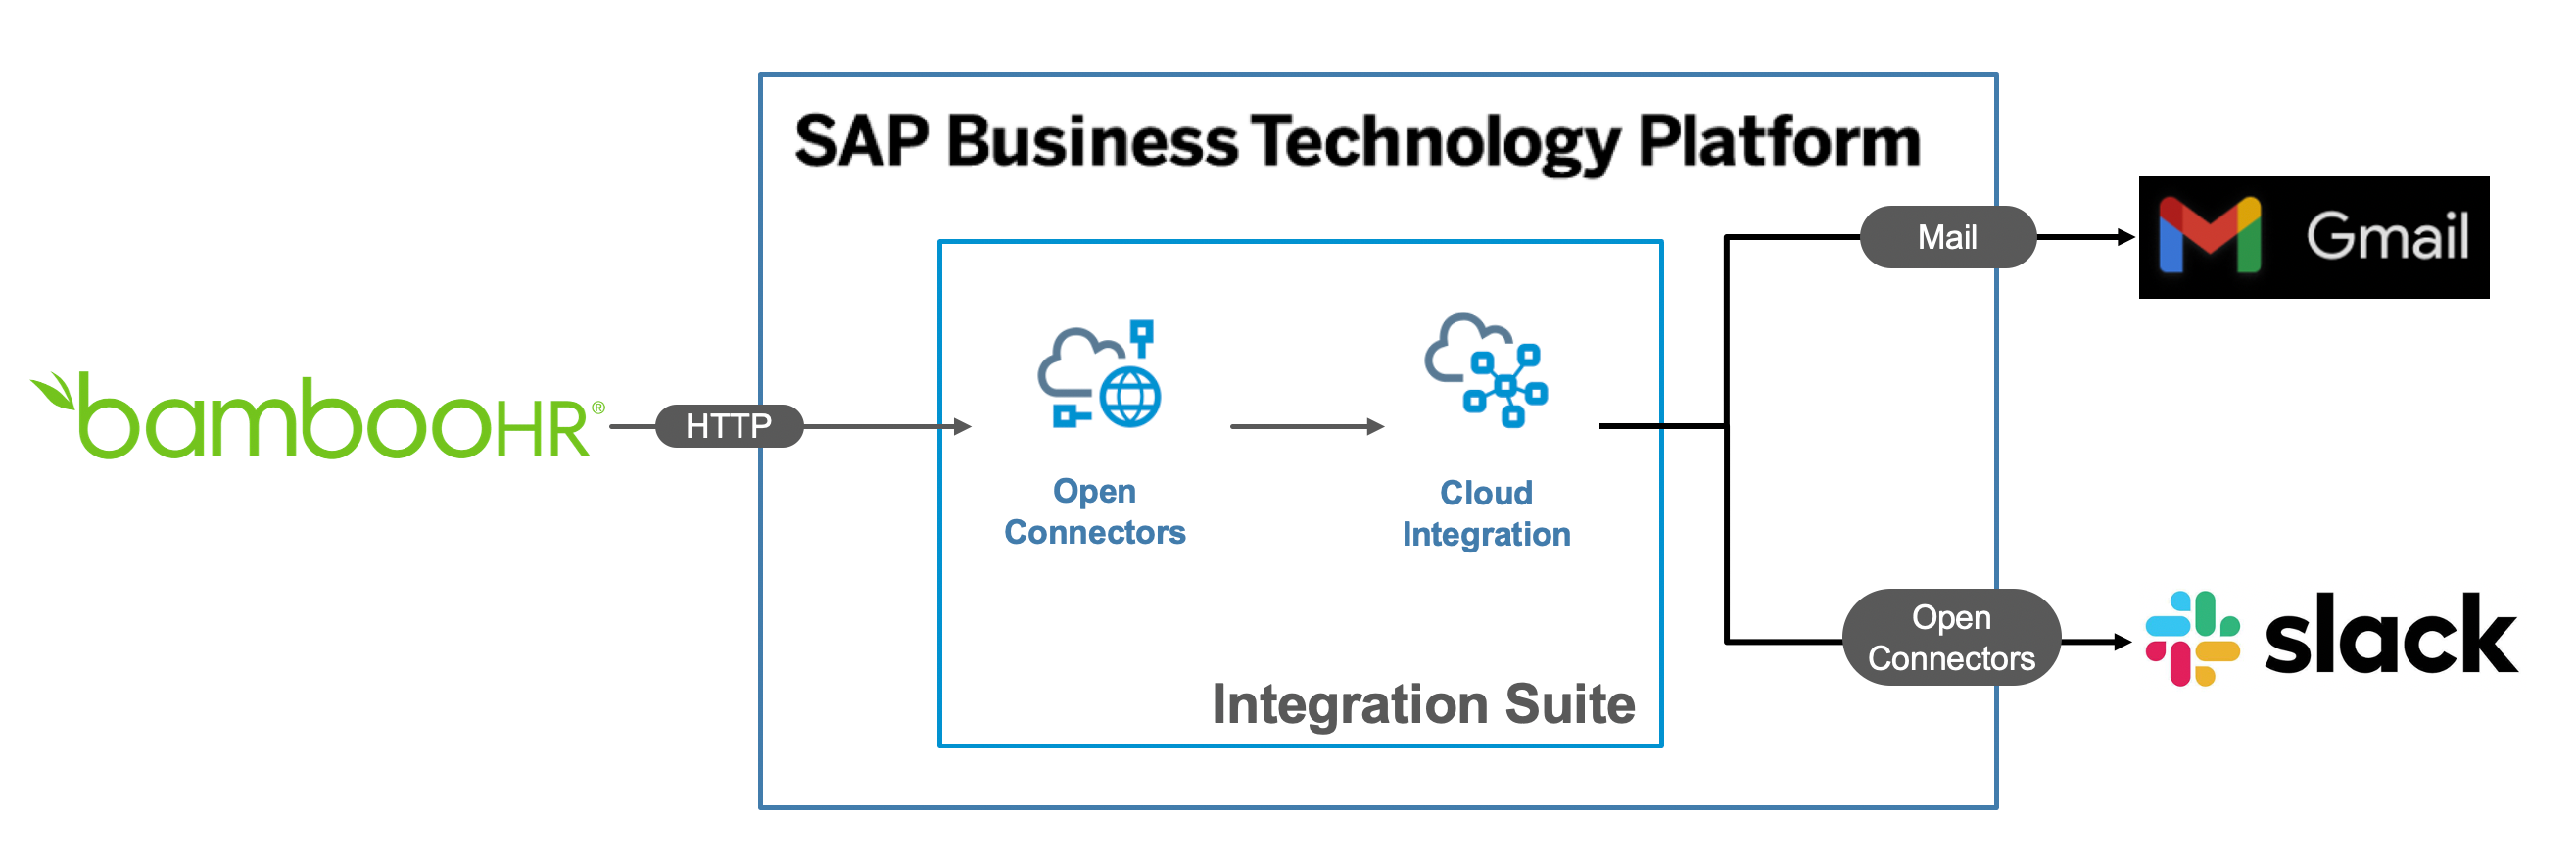 SAP Business Technology Platform
Mail
Gmail
bambooHR®
HTTP
Open
Connectors
Cloud
Integration
Open
Connectors
slack
Integration Suite